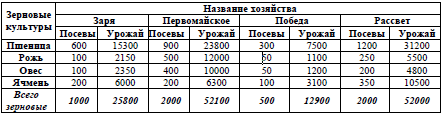 Зерновые культуры Название хозяйства
Заря Первомайское Победа Рассвет
Посевы Урожай Посевы Урожай Посевы Урожай Посевы Урожай
Пшеница 600 15300 900 23800 300 7500 1200 31200
Рожь 100 2150 500 12000 50 1100 250 5500
Овес 100 2350 400 10000 50 1200 200 4800
Ячмень 200 6000 200 6300 100 3100 350 10500
Всего зерновые 1000 25800 2000 52100 500 12900 2000 52000